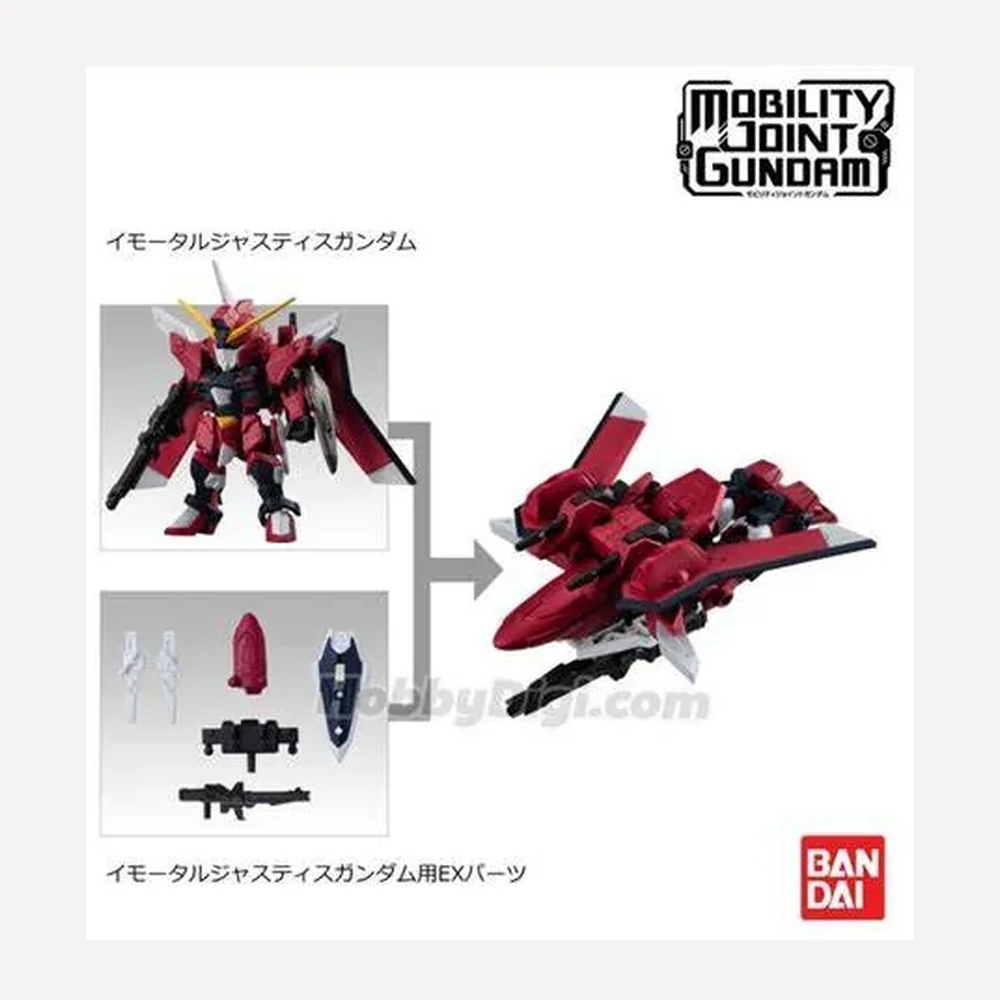 MOBILITY
JOINT
GUNDAM
モビリティジョイントガンダム
イモータルジャスティスガンダム
HobbyDigi.com
イモータルジャスティスガンダム用EXパーツ
BAN
DAI